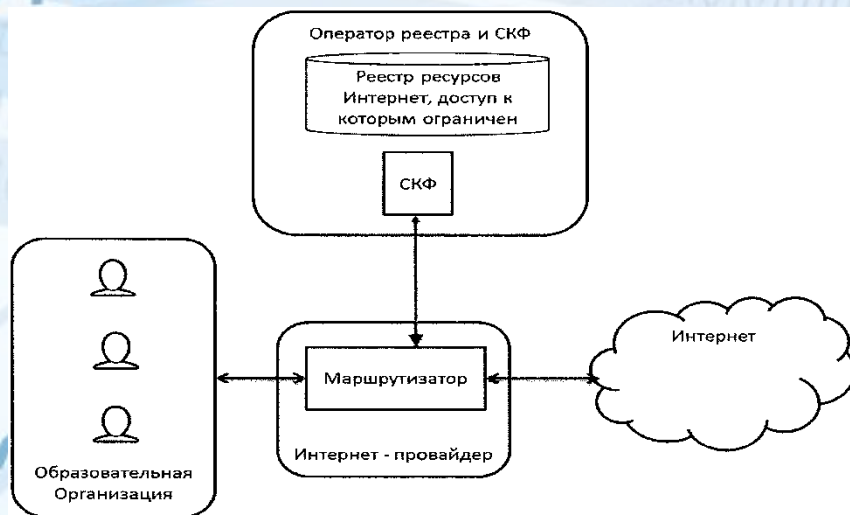 Оператор реестра и СКФ
Реестр ресурсов
Интернет, доступ к
которым ограничен
СКФ
Интернет
Маршрутизатор
Интернет - провайдер
Образовательная
Организация